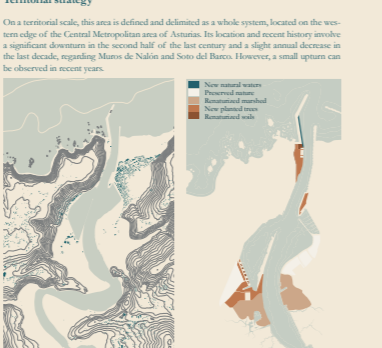 Territorial strategy
On a territorial scale, this area is defined and delimited as a whole system, located on the wes-
tern edge of the Central Metropolitan area of Asturias. Its location and recent history involve
a significant downturn in the second half of the last century and a slight annual decrease in
the last decade, regarding Muros de Nalón and Soto del Barco. However, a small upturn can
be observed in recent years.
New natural waters
Preserved nature
Renaturized marshed
New planted trees
Renaturized wails